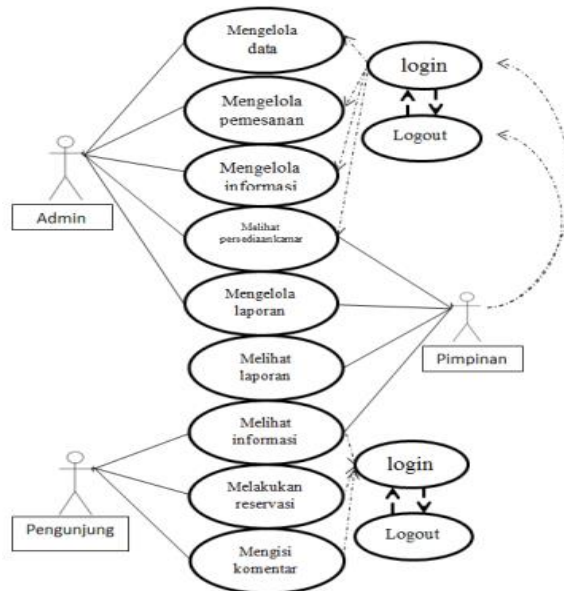 Mengelola
data
login
Mengelola
pemesanan
Logout
Mengelola
informasi
Admin
Melihat
persediaankamar
Mengelola
laporan
Pimpinan
Melihat
laporan
Melihat
informasi
login
Melakukan
reservasi
Pengunjung
Logout
Mengisi
komentar